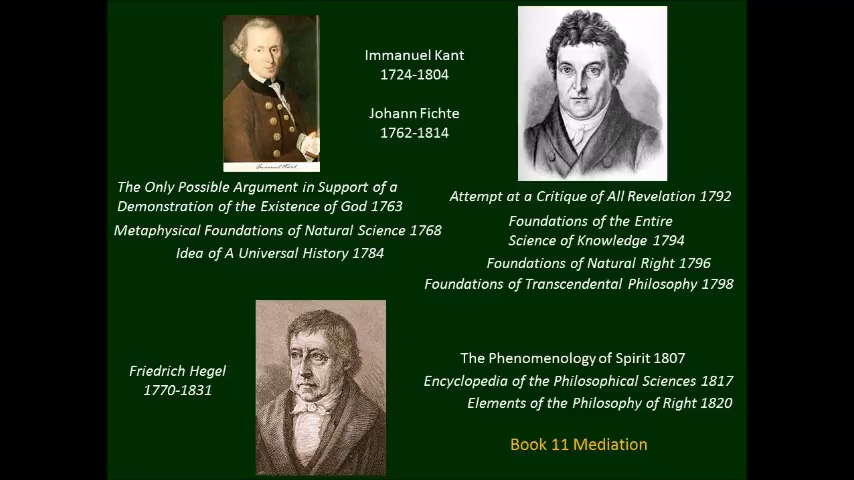 Immanuel Kant
1724-1804
Johann Fichte
1762-1814
The Only Possible Argument in Support of a
Demonstration of the Existence of God 1763
Metaphysical Foundations of Natural Science 1768
Idea of A Universal History 1784
Attempt at a Critique of All Revelation 1792
Foundations of the Entire
Science of Knowledge 1794
Foundations of Natural Right 1796
Foundations of Transcendental Philosophy 1798
Friedrich Hegel
1770-1831
The Phenomenology of Spirit 1807
Encyclopedia of the Philosophical Sciences 1817
Elements of the Philosophy of Right 1820
Book 11 Mediation